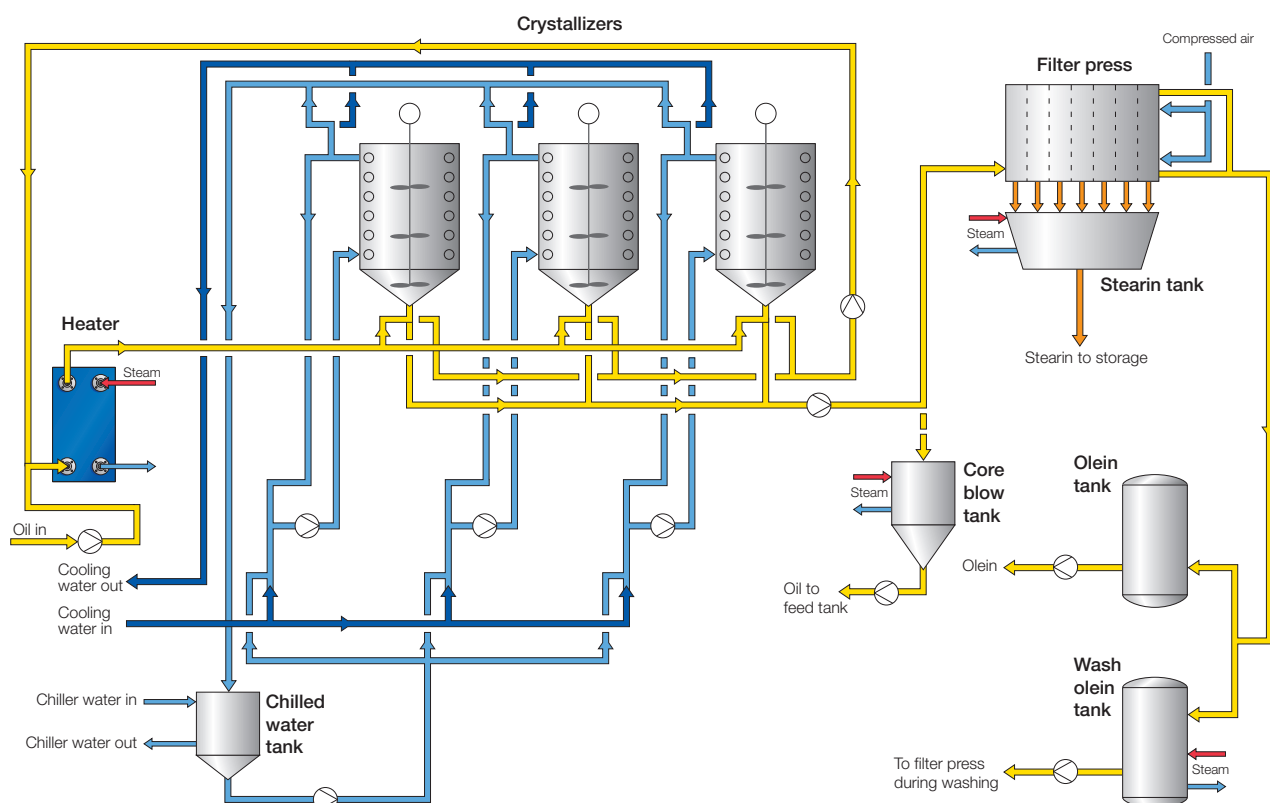 Crystallizers
Compressed air
Filter press
Steam
Stearin tank
Stearin to storage
Heater
Steam
Oil in
Cooling
water out
Cooling
water in
Chiller water in
Chiller water out
Chilled
water
tank
Core
blow
tank
Steam
Oil to
feed tank
Olein
tank
Olein
Wash
olein
tank
Steam
To filter press
during washing